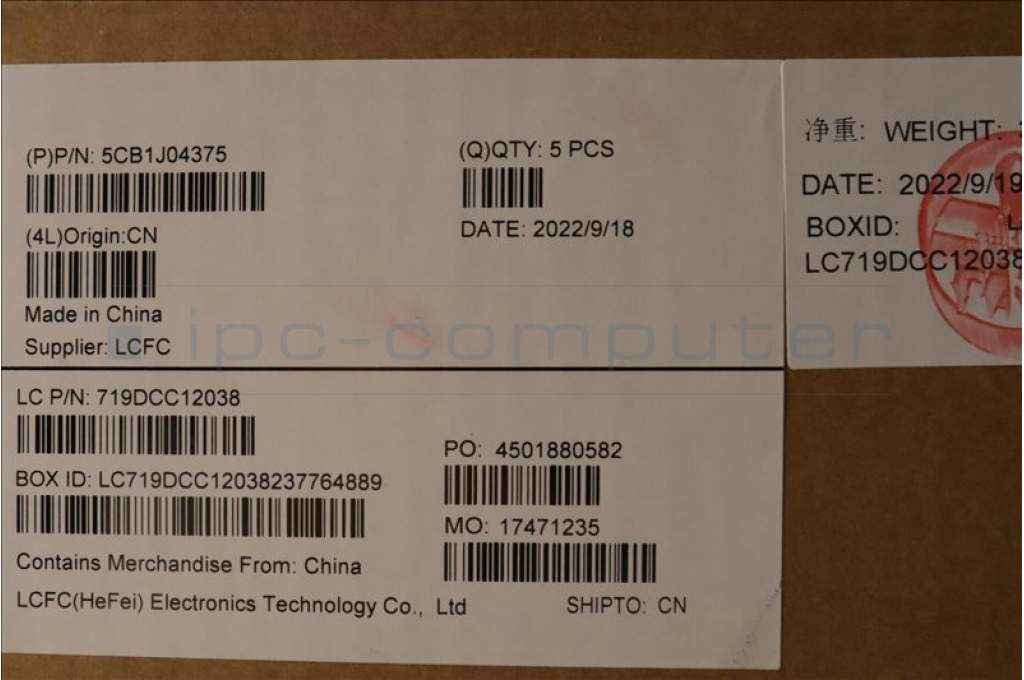 (P)P/N: 5CB1J04375
(Q)QTY: 5 PCS
(4L)Origin:CN
DATE: 2022/9/18
Made in China
Supplier: LCFC
净重: WEIGHT:
DATE: 2022/9/19
BOXID:
LC719DCC12038
ipc-computer
LC P/N: 719DCC12038
PO: 4501880582
BOX ID: LC719DCC12038237764889
MO: 17471235
Contains Merchandise From: China
LCFC(HeFei) Electronics Technology Co., Ltd
SHIPTO: CN